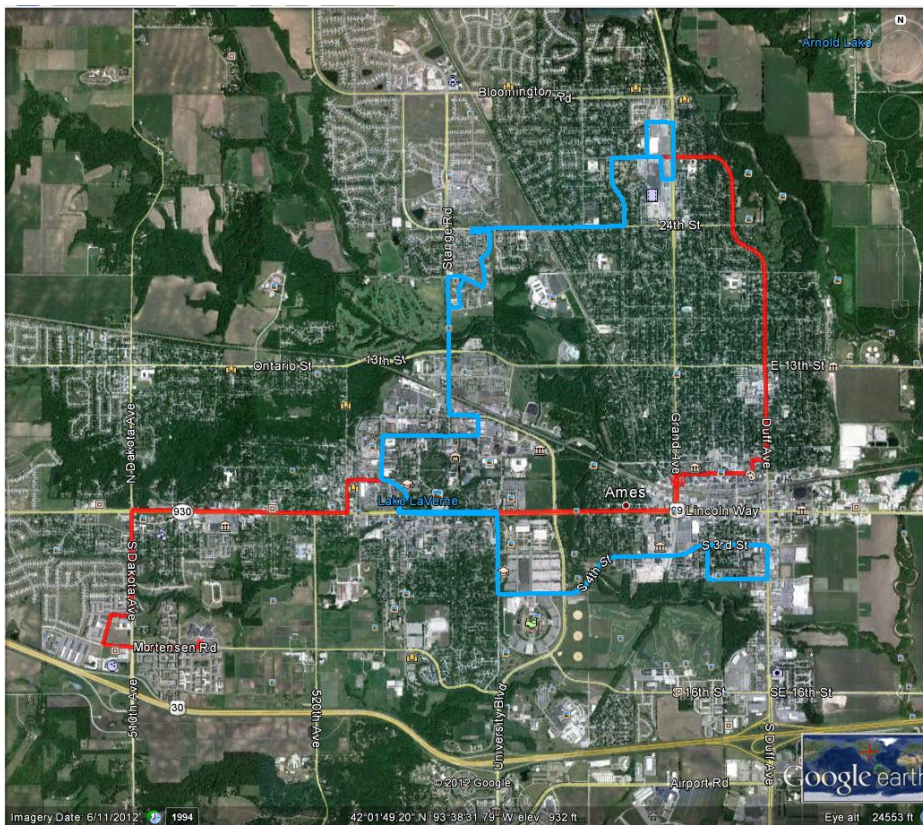 N
Arnold Lake
Bloomington Rd
Stange Rd
24th St
13th St
Ontario St
E 13th St
N Dakota Ave
Grand Ave
Duff Ave
Lake LaVerne
Ames
930
69
Lincoln Way
S 3rd St
S 4th St
S Dakota Ave
Mortensen Rd
30
510th Ave
520th Ave
University Blvd
S 16th St
SE 16th St
S Duff Ave
© 2012 Google
Airport Rd
Google earth
Imagery Date: 6/11/2012
1994
42°01'49.20" N 93°38'31.79" W elev 932 ft
Eye alt 24553 ft